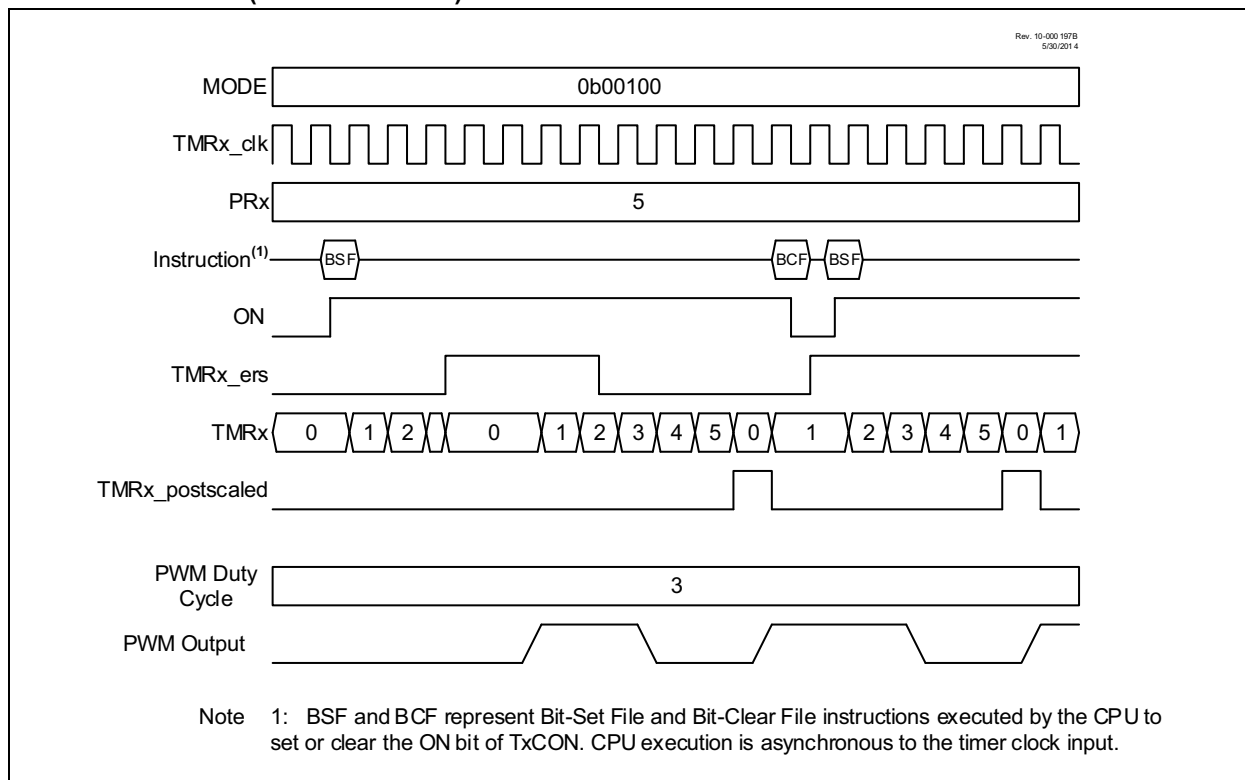 Rev. 10-000 197B
5/30/201 4
MODE 0b00100
TMRx_clk
PRx 5
Instruction(1) BSF BCF BSF
ON
TMRx_ers
TMRx 0 1 2 0 1 2 3 4 5 0 1 2 3 4 5 0 1
TMRx_postscaled
PWM Duty
Cycle 3
PWM Output
Note 1: BSF and BCF represent Bit-Set File and Bit-Clear File instructions executed by the CPU to
set or clear the ON bit of TxCON. CPU execution is asynchronous to the timer clock input.